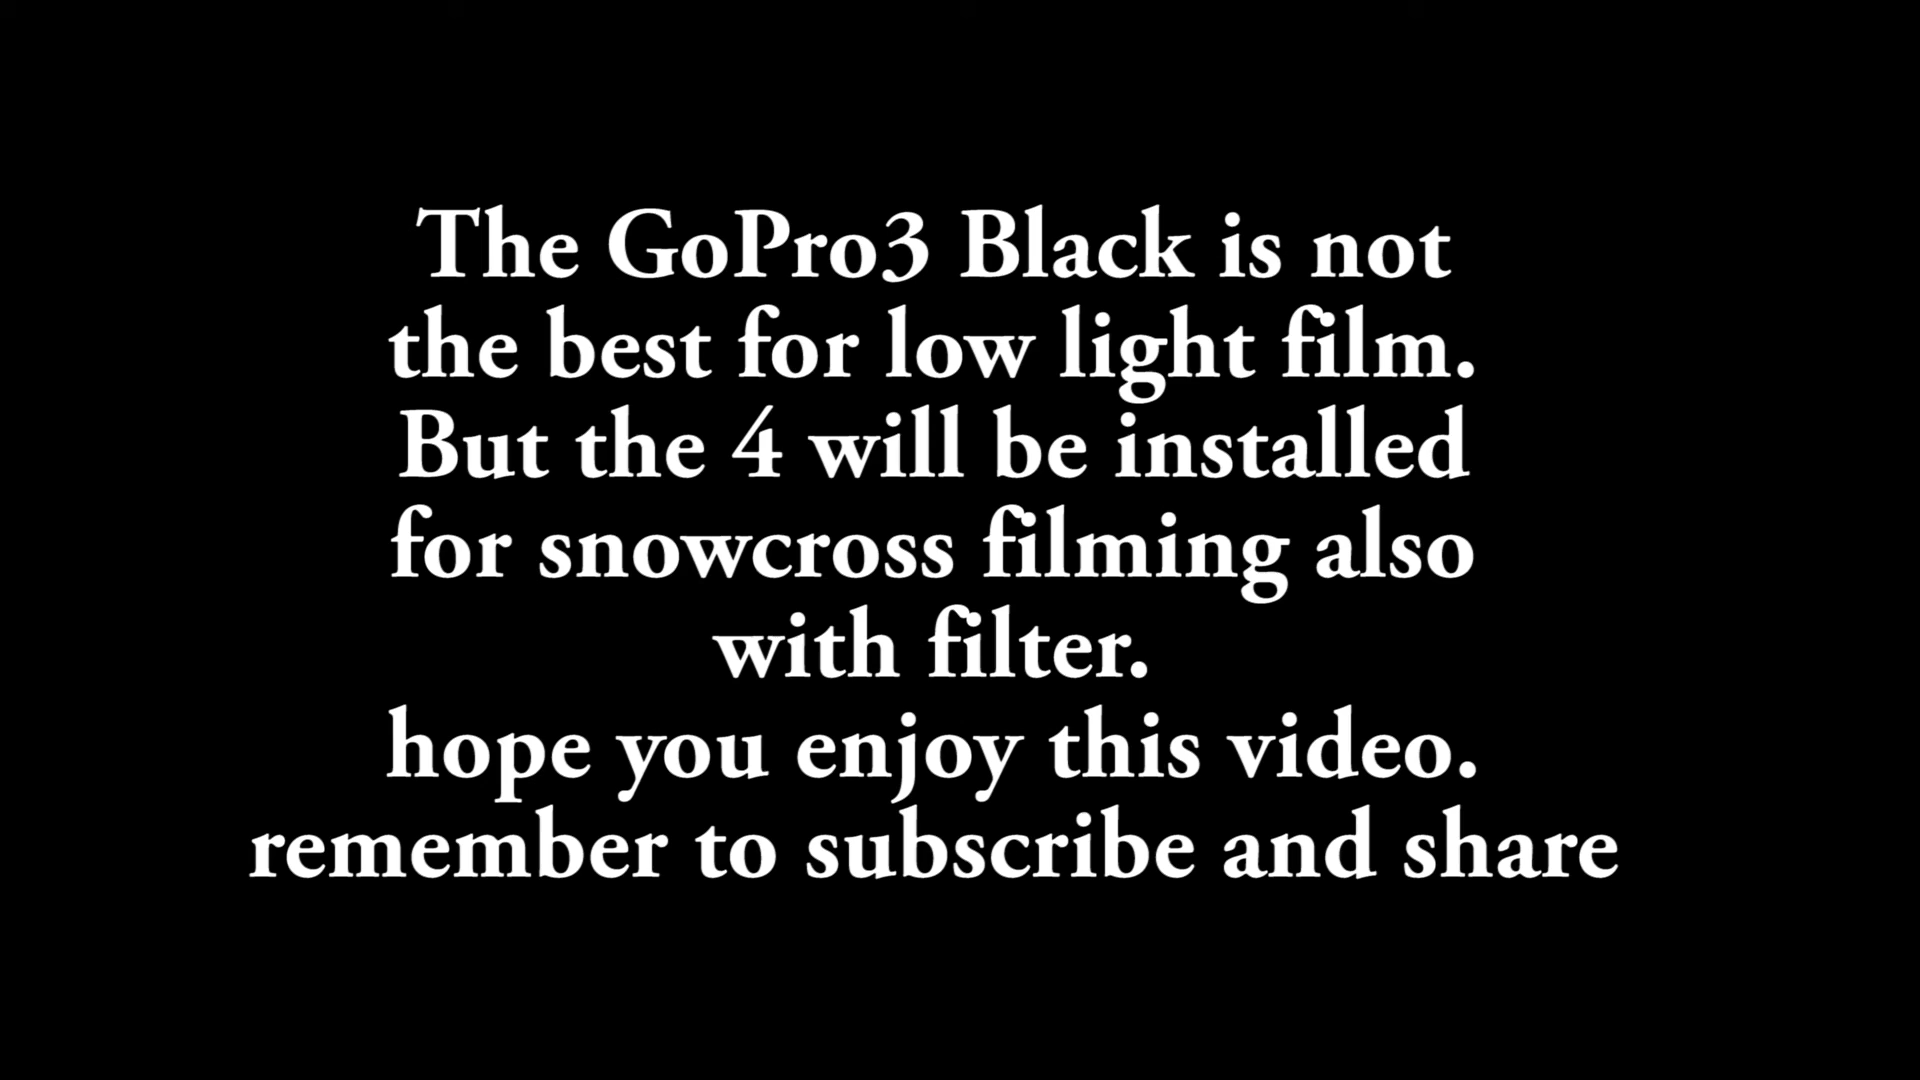 The GoPro3 Black is not
the best for low light film.
But the 4 will be installed
for snowcross filming also
with filter.
hope you enjoy this video.
remember to subscribe and share